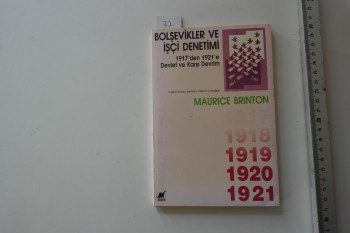 72
BOLŞEVİKLER VE
İŞÇİ DENETİMİ
1917'den 1921'e
Devlet ve Karşı Devrim
MAURICE BRINTON
1918
1919
1920
1921